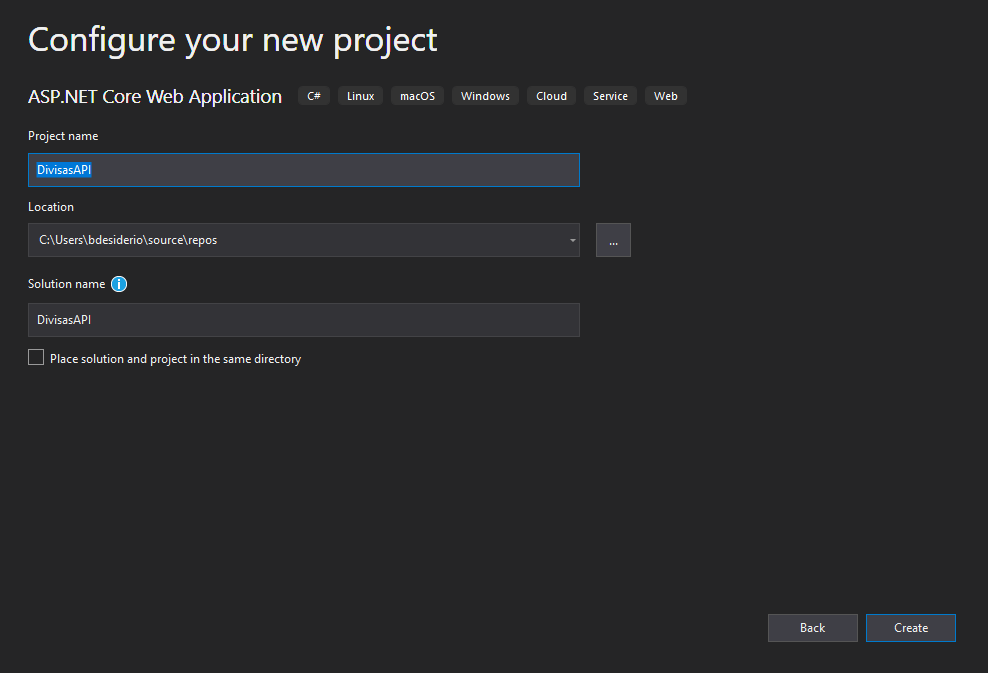 Configure your new project
ASP.NET Core Web Application C# Linux macOS Windows Cloud Service Web
Project name
DivisasAPI
Location
C:\Users\bdesiderio\source\repos
...
Solution name i
DivisasAPI
Place solution and project in the same directory
Back Create